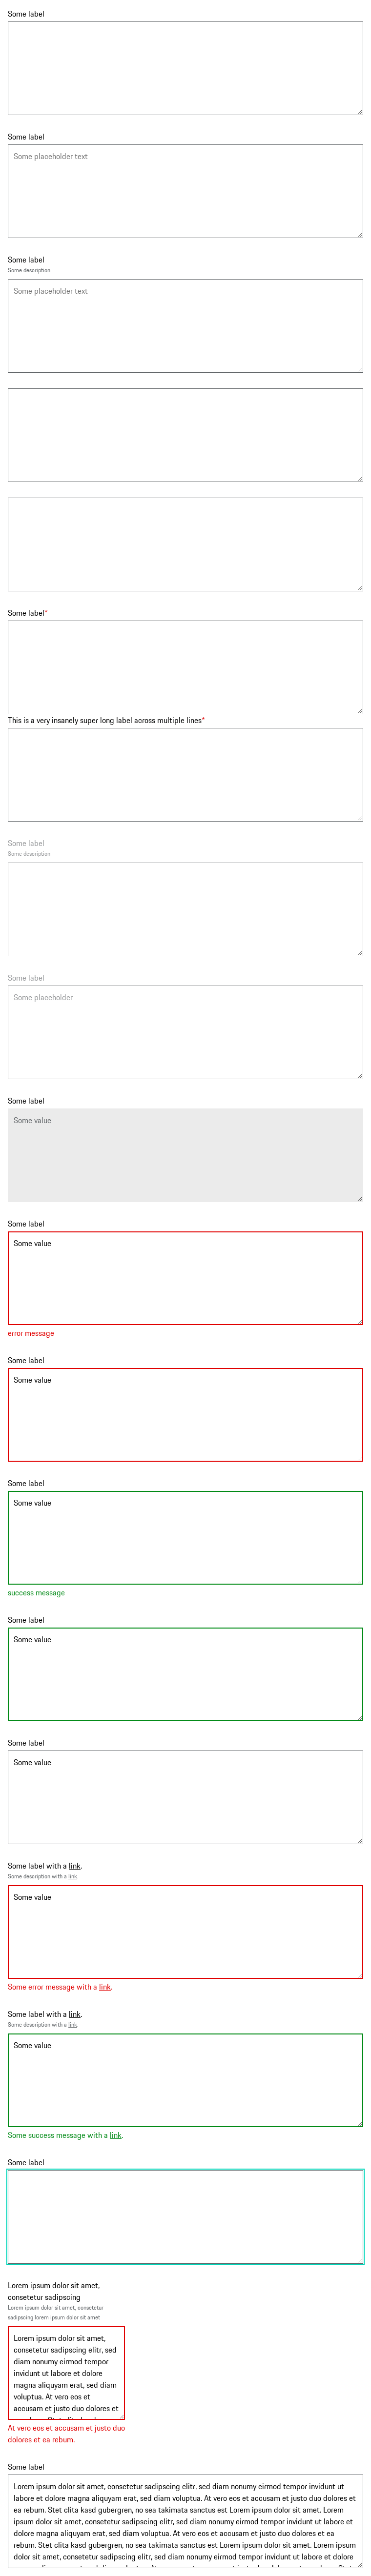 Some label
Some label
Some placeholder text
Some label
Some description
Some placeholder text
Some label*
This is a very insanely super long label across multiple lines*
Some label
Some description
Some label
Some placeholder
Some label
Some value
Some label
Some value
error message
Some label
Some value
Some label
Some value
success message
Some label
Some value
Some label
Some value
Some label with a link.
Some description with a link.
Some value
Some error message with a link.
Some label with a link.
Some description with a link.
Some value
Some success message with a link.
Some label
Lorem ipsum dolor sit amet,
consetetur sadipscing
Lorem ipsum dolor sit amet, consetetur
sadipscing lorem ipsum dolor sit amet
Lorem ipsum dolor sit amet,
consetetur sadipscing elitr, sed
diam nonumy eirmod tempor
invidunt ut labore et dolore
magna aliquyam erat, sed diam
voluptua. At vero eos et
accusam et justo duo dolores et
At vero eos et accusam et justo duo
dolores et ea rebum.
Some label
Lorem ipsum dolor sit amet, consetetur sadipscing elitr, sed diam nonumy eirmod tempor invidunt ut
labore et dolore magna aliquyam erat, sed diam voluptua. At vero eos et accusam et justo duo dolores et
ea rebum. Stet clita kasd gubergren, no sea takimata sanctus est Lorem ipsum dolor sit amet. Lorem
ipsum dolor sit amet, consetetur sadipscing elitr, sed diam nonumy eirmod tempor invidunt ut labore et
dolore magna aliquyam erat, sed diam voluptua. At vero eos et accusam et justo duo dolores et ea
rebum. Stet clita kasd gubergren, no sea takimata sanctus est Lorem ipsum dolor sit amet. Lorem ipsum
dolor sit amet, consetetur sadipscing elitr, sed diam nonumy eirmod tempor invidunt ut labore et dolore